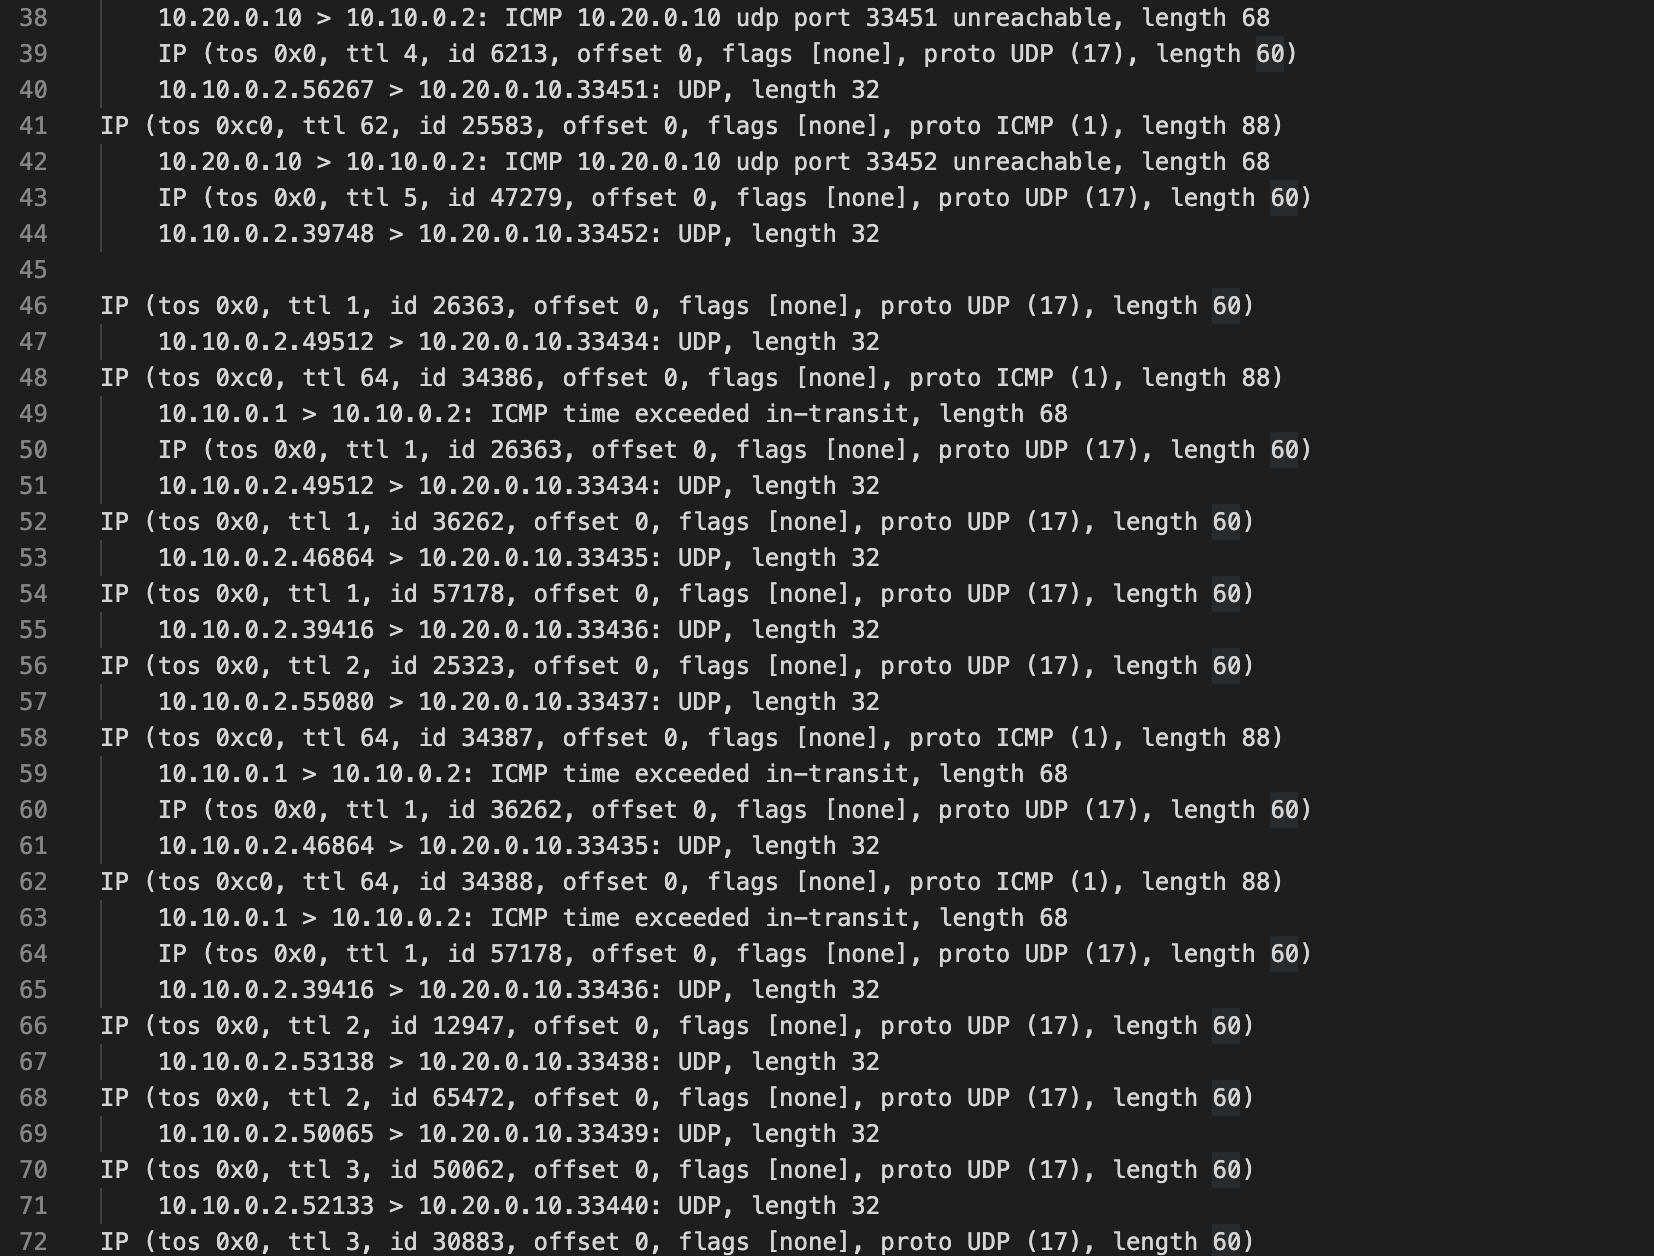 38 10.20.0.10 > 10.10.0.2: ICMP 10.20.0.10 udp port 33451 unreachable, length 68
39 IP (tos 0x0, ttl 4, id 6213, offset 0, flags [none], proto UDP (17), length 60)
40 10.10.0.2.56267 > 10.20.0.10.33451: UDP, length 32
41 IP (tos 0xc0, ttl 62, id 25583, offset 0, flags [none], proto ICMP (1), length 88)
42 10.20.0.10 > 10.10.0.2: ICMP 10.20.0.10 udp port 33452 unreachable, length 68
43 IP (tos 0x0, ttl 5, id 47279, offset 0, flags [none], proto UDP (17), length 60)
44 10.10.0.2.39748 > 10.20.0.10.33452: UDP, length 32
45
46 IP (tos 0x0, ttl 1, id 26363, offset 0, flags [none], proto UDP (17), length 60)
47 10.10.0.2.49512 > 10.20.0.10.33434: UDP, length 32
48 IP (tos 0xc0, ttl 64, id 34386, offset 0, flags [none], proto ICMP (1), length 88)
49 10.10.0.1 > 10.10.0.2: ICMP time exceeded in-transit, length 68
50 IP (tos 0x0, ttl 1, id 26363, offset 0, flags [none], proto UDP (17), length 60)
51 10.10.0.2.49512 > 10.20.0.10.33434: UDP, length 32
52 IP (tos 0x0, ttl 1, id 36262, offset 0, flags [none], proto UDP (17), length 60)
53 10.10.0.2.46864 > 10.20.0.10.33435: UDP, length 32
54 IP (tos 0x0, ttl 1, id 57178, offset 0, flags [none], proto UDP (17), length 60)
55 10.10.0.2.39416 > 10.20.0.10.33436: UDP, length 32
56 IP (tos 0x0, ttl 2, id 25323, offset 0, flags [none], proto UDP (17), length 60)
57 10.10.0.2.55080 > 10.20.0.10.33437: UDP, length 32
58 IP (tos 0xc0, ttl 64, id 34387, offset 0, flags [none], proto ICMP (1), length 88)
59 10.10.0.1 > 10.10.0.2: ICMP time exceeded in-transit, length 68
60 IP (tos 0x0, ttl 1, id 36262, offset 0, flags [none], proto UDP (17), length 60)
61 10.10.0.2.46864 > 10.20.0.10.33435: UDP, length 32
62 IP (tos 0xc0, ttl 64, id 34388, offset 0, flags [none], proto ICMP (1), length 88)
63 10.10.0.1 > 10.10.0.2: ICMP time exceeded in-transit, length 68
64 IP (tos 0x0, ttl 1, id 57178, offset 0, flags [none], proto UDP (17), length 60)
65 10.10.0.2.39416 > 10.20.0.10.33436: UDP, length 32
66 IP (tos 0x0, ttl 2, id 12947, offset 0, flags [none], proto UDP (17), length 60)
67 10.10.0.2.53138 > 10.20.0.10.33438: UDP, length 32
68 IP (tos 0x0, ttl 2, id 65472, offset 0, flags [none], proto UDP (17), length 60)
69 10.10.0.2.50065 > 10.20.0.10.33439: UDP, length 32
70 IP (tos 0x0, ttl 3, id 50062, offset 0, flags [none], proto UDP (17), length 60)
71 10.10.0.2.52133 > 10.20.0.10.33440: UDP, length 32
72 IP (tos 0x0, ttl 3, id 30883, offset 0, flags [none], proto UDP (17), length 60)